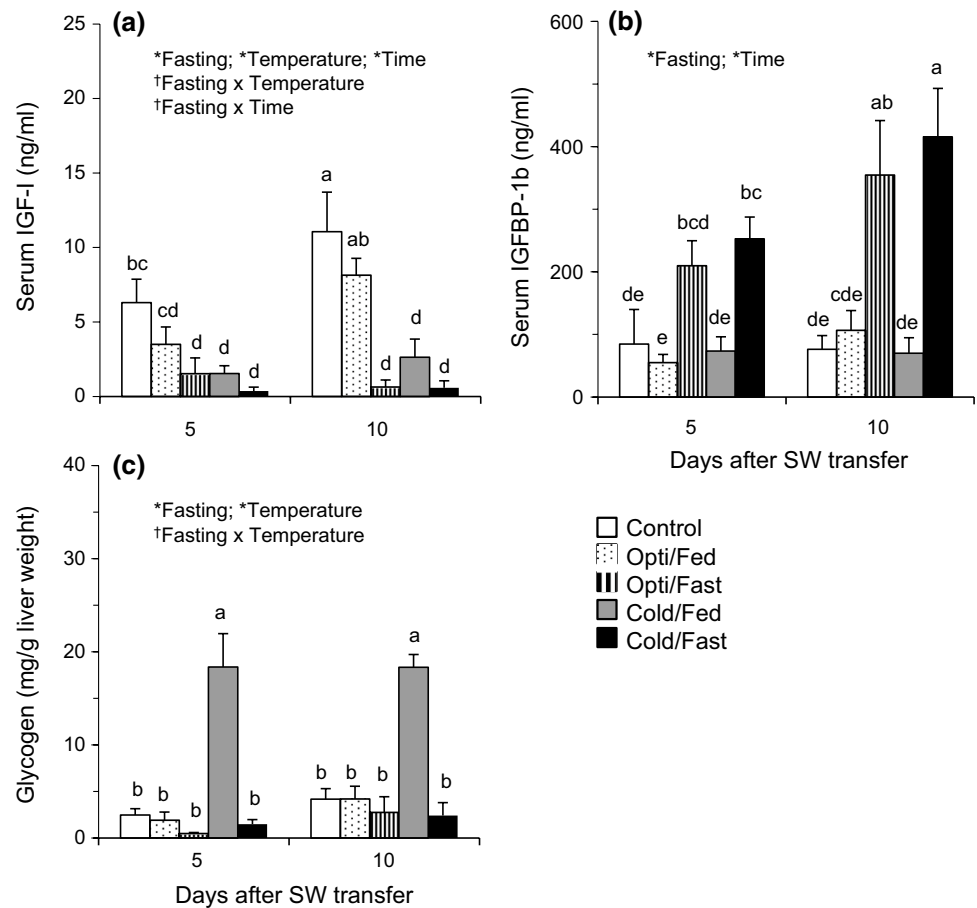 (a)
25
20
15
10
5
0
Serum IGF-I (ng/ml)
*Fasting; *Temperature; *Time
†Fasting x Temperature
†Fasting x Time
bc
cd
d
d
d
a
ab
d
d
d
5
10
(b)
600
400
200
0
Serum IGFBP-1b (ng/ml)
*Fasting; *Time
de
e
bcd
de
bc
de
cde
ab
de
a
5
10
Days after SW transfer
(c)
40
30
20
10
0
Glycogen (mg/g liver weight)
*Fasting; *Temperature
†Fasting x Temperature
b
b
b
a
b
b
b
b
a
b
5
10
Days after SW transfer
Control
Opti/Fed
Opti/Fast
Cold/Fed
Cold/Fast